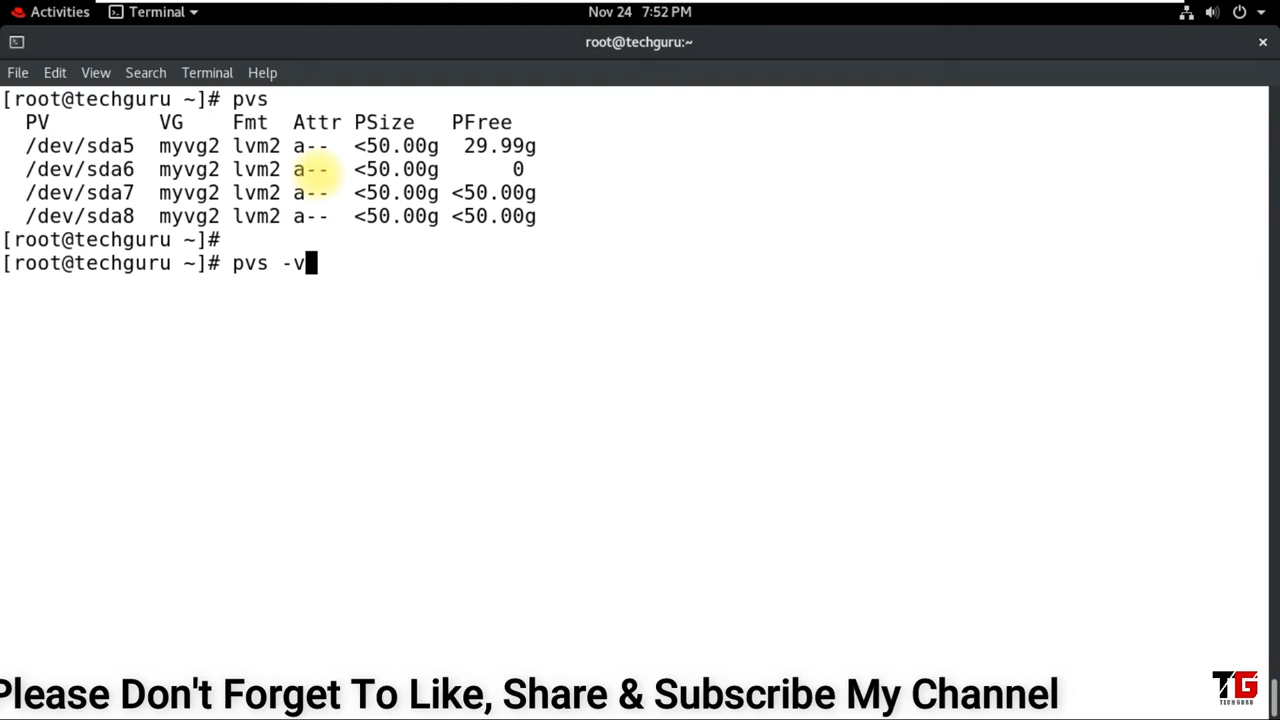 Activities Terminal Nov 24 7:52 PM
root@techguru:~ ×
File Edit View Search Terminal Help
[root@techguru ~]# pvs
PV VG Fmt Attr PSize PFree
/dev/sda5 myvg2 lvm2 a-- <50.00g 29.99g
/dev/sda6 myvg2 lvm2 a-- <50.00g 0
/dev/sda7 myvg2 lvm2 a-- <50.00g <50.00g
/dev/sda8 myvg2 lvm2 a-- <50.00g <50.00g
[root@techguru ~]#
[root@techguru ~]# pvs -v
Please Don't Forget To Like, Share & Subscribe My Channel
TG
TECH GURU